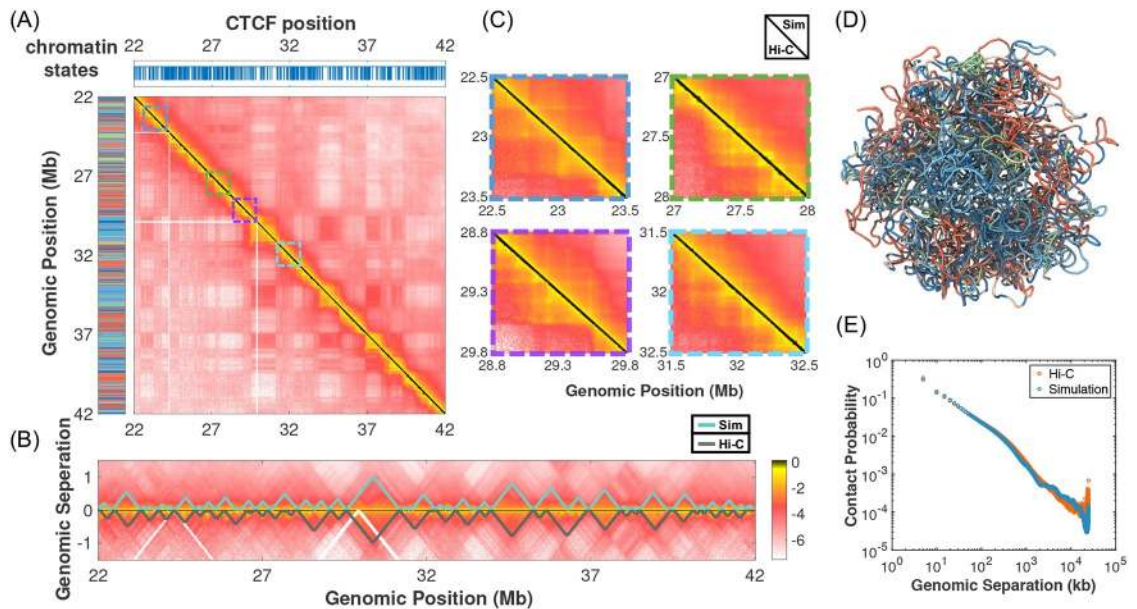 (A)
CTCF position
chromatin states
22 27 32 37 42
Genomic Position (Mb)
22
27
32
37
42
22 27 32 37 42
(B)
Sim
Hi-C
Genomic Seperation
1
0
-1
0
-2
-4
-6
22 27 32 37 42
Genomic Position (Mb)
(C)
Sim
Hi-C
22.5
23
23.5
22.5 23 23.5
27
27.5
28
27 27.5 28
28.8
29.3
29.8
28.8 29.3 29.8
31.5
32
32.5
31.5 32 32.5
Genomic Position (Mb)
(D)
(E)
Contact Probability
10^0
10^-1
10^-2
10^-3
10^-4
10^-5
Hi-C
Simulation
10^0 10^1 10^2 10^3 10^4 10^5
Genomic Separation (kb)